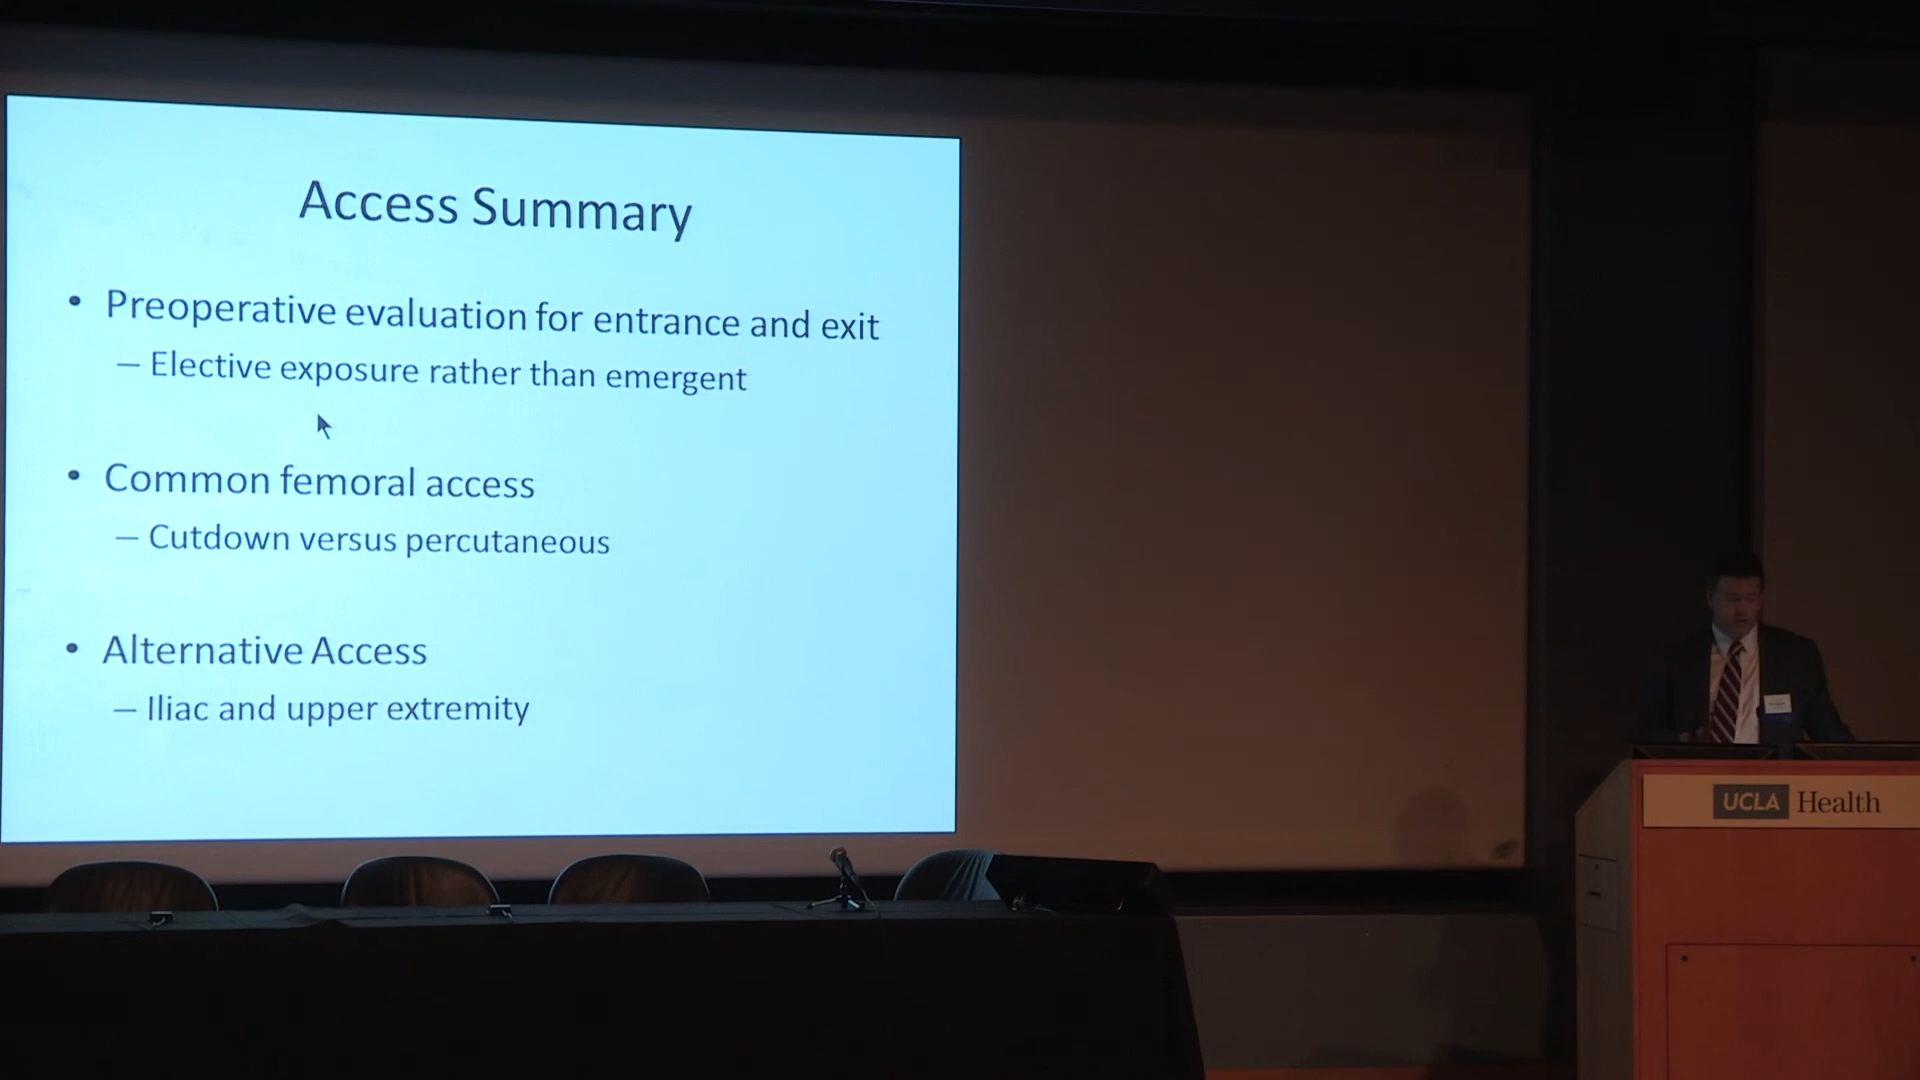 Access Summary
• Preoperative evaluation for entrance and exit
– Elective exposure rather than emergent
• Common femoral access
– Cutdown versus percutaneous
• Alternative Access
– Iliac and upper extremity
UCLA Health